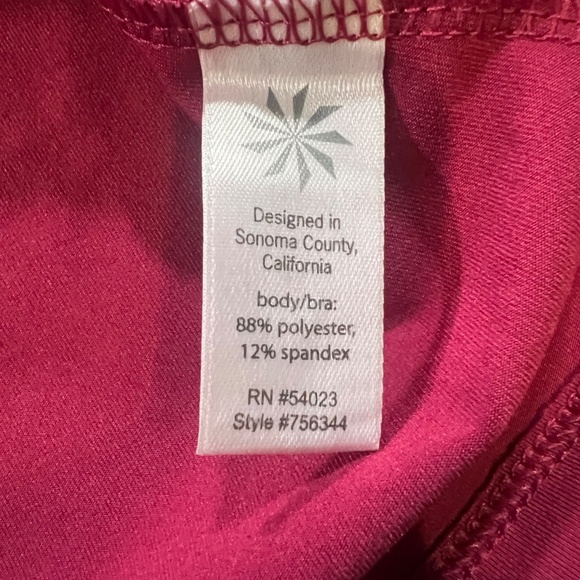 Designed in
Sonoma County,
California
body/bra:
88% polyester,
12% spandex
RN #54023
Style #756344